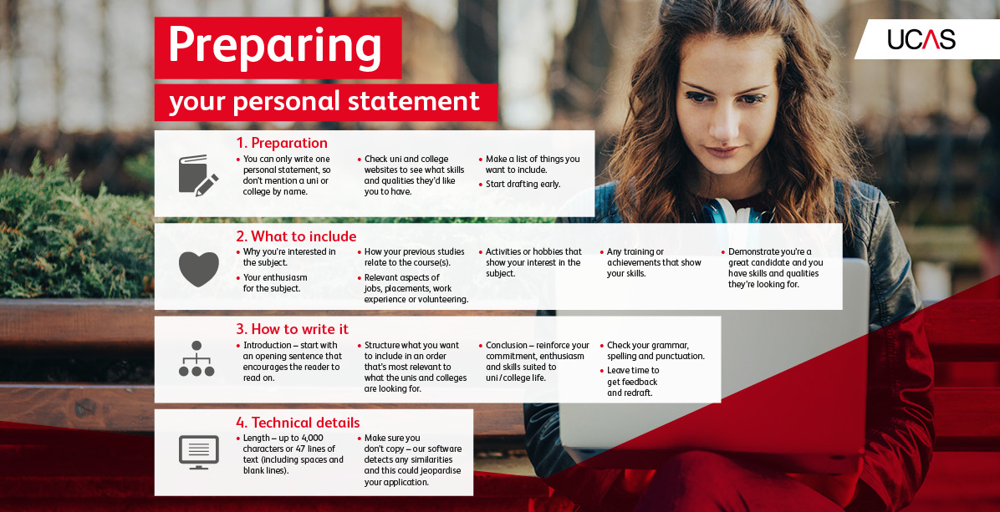 Preparing
your personal statement
UCAS
1. Preparation
• You can only write one
personal statement, so
don't mention a uni or
college by name.
• Check uni and college
websites to see what skills
and qualities they'd like
you to have.
• Make a list of things you
want to include.
• Start drafting early.
2. What to include
• Why you're interested in
the subject.
• Your enthusiasm
for the subject.
• How your previous studies
relate to the course(s).
• Relevant aspects of
jobs, placements, work
experience or volunteering.
• Activities or hobbies that
show your interest in the
subject.
• Any training or
achievements that show
your skills.
• Demonstrate you're a
great candidate and you
have skills and qualities
they're looking for.
3. How to write it
• Introduction – start with
an opening sentence that
encourages the reader to
read on.
• Structure what you want
to include in an order
that's most relevant to
what the unis and colleges
are looking for.
• Conclusion – reinforce your
commitment, enthusiasm
and skills suited to
uni/college life.
• Check your grammar,
spelling and punctuation.
• Leave time to
get feedback
and redraft.
4. Technical details
• Length – up to 4,000
characters or 47 lines of
text (including spaces and
blank lines).
• Make sure you
don't copy – our software
detects any similarities
and this could jeopardise
your application.